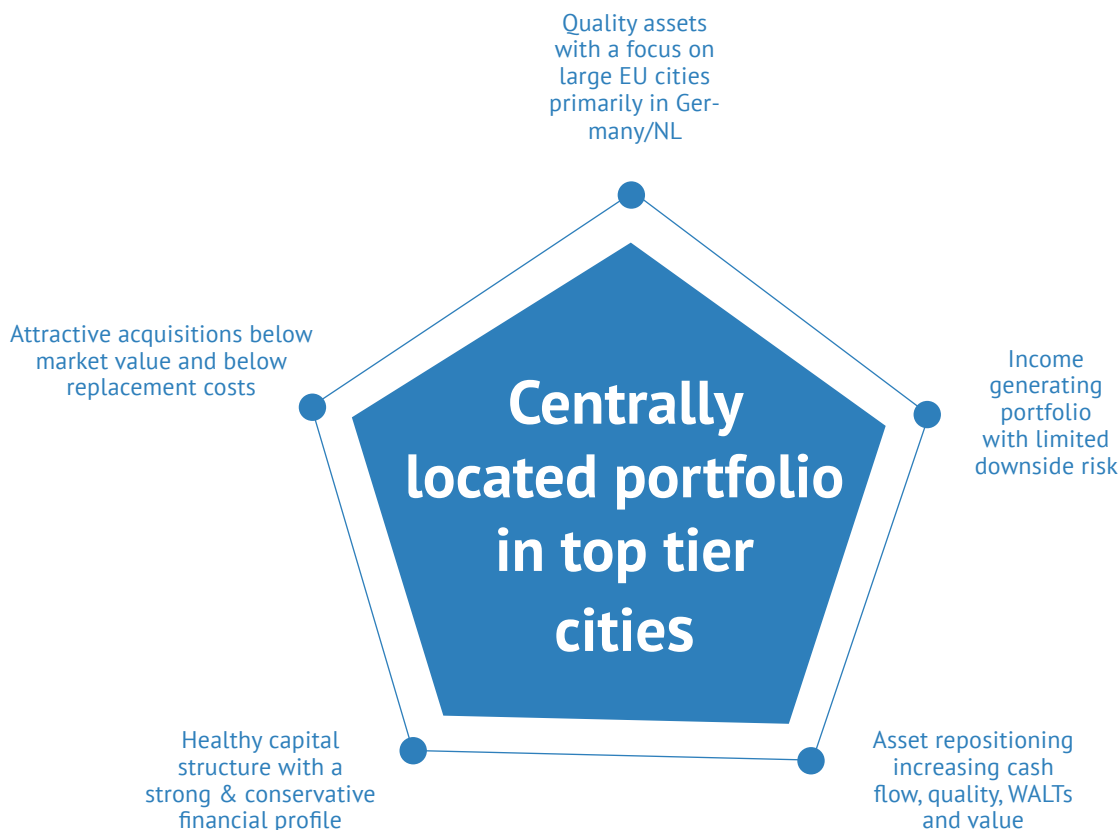 Quality assets
with a focus on
large EU cities
primarily in Ger-
many/NL
Attractive acquisitions below
market value and below
replacement costs
Income
generating
portfolio
with limited
downside risk
Centrally
located portfolio
in top tier
cities
Healthy capital
structure with a
strong & conservative
financial profile
Asset repositioning
increasing cash
flow, quality, WALTs
and value